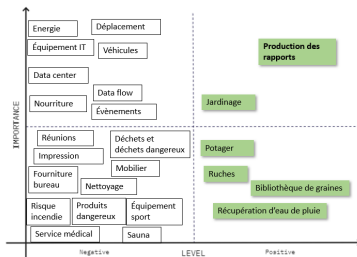 Energie
Déplacement
Équipement IT
Véhicules
Production des
rapports
Data center
Data flow
Nourriture
Évènements
Jardinage
IMPORTANCE
Réunions
Déchets et
déchets dangereux
Impression
Potager
Mobilier
Fourniture
bureau
Nettoyage
Ruches
Bibliothèque de graines
Risque
incendie
Produits
dangereux
Équipement
sport
Récupération d'eau de pluie
Service médical
Sauna
Negative
LEVEL
Positive